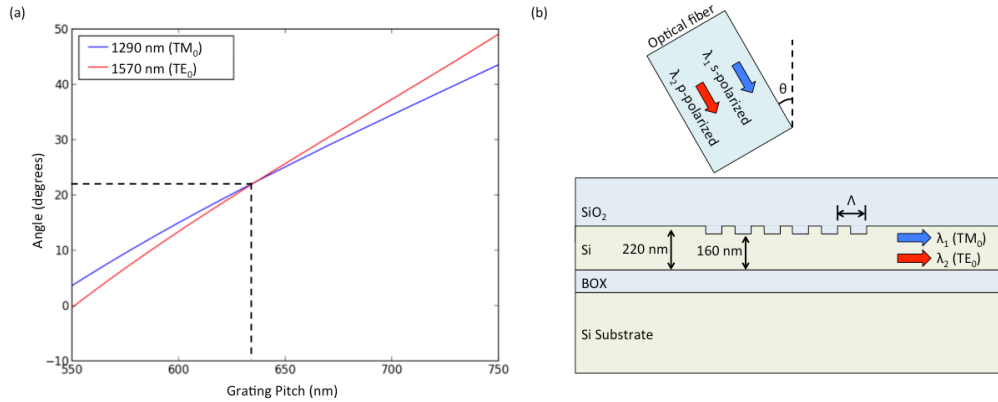 (a)
50
40
30
20
10
0
−10
550
600
650
700
750
Angle (degrees)
Grating Pitch (nm)
1290 nm (TM₀)
1570 nm (TE₀)
(b)
Optical fiber
λ₁ s-polarized
λ₂ p-polarized
θ
SiO₂
Λ
Si
220 nm
160 nm
λ₁ (TM₀)
λ₂ (TE₀)
BOX
Si Substrate